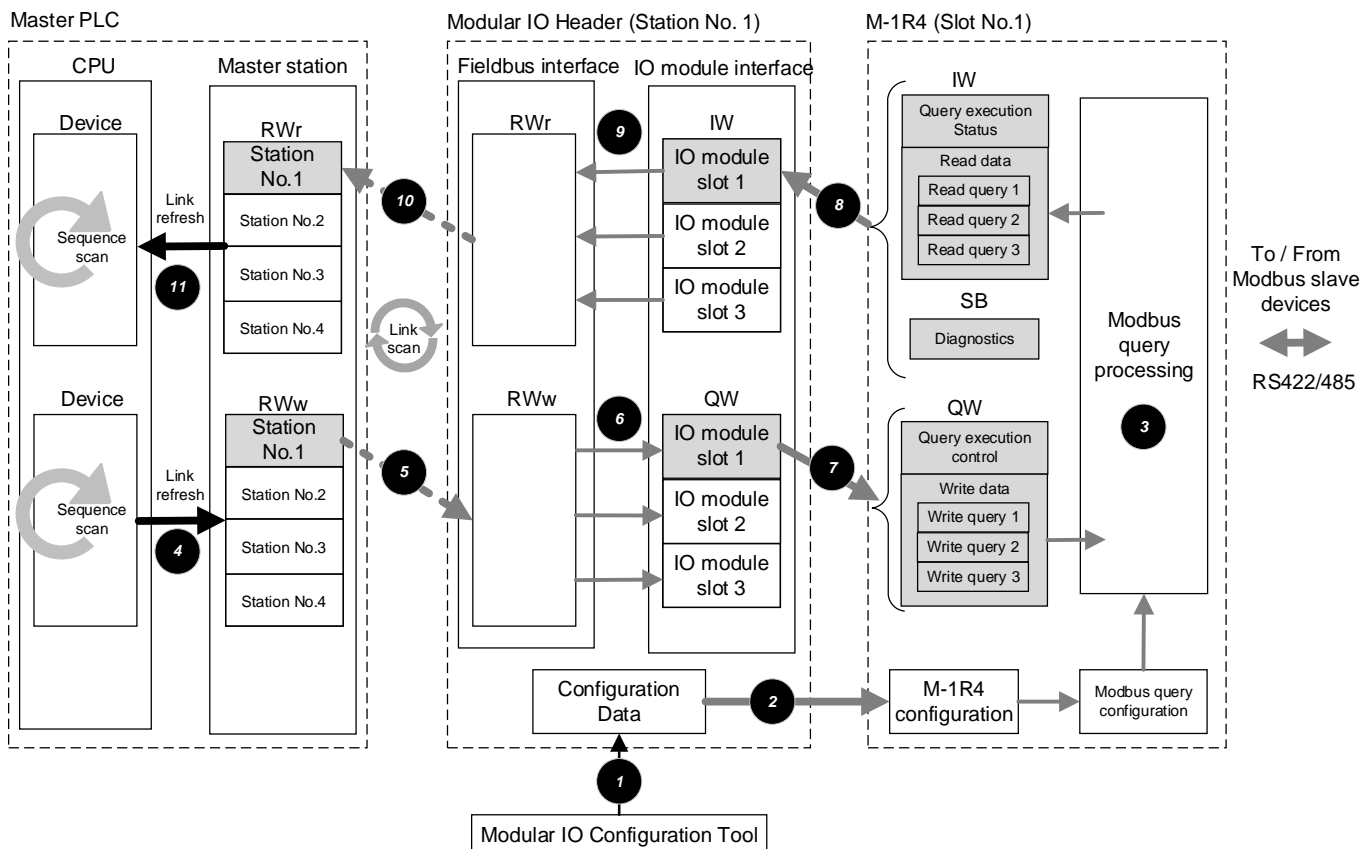 Master PLC
CPU
Master station
Device
Sequence
scan
Link
refresh
11
RWr
Station
No.1
Station No.2
Station No.3
Station No.4
Device
Sequence
scan
Link
refresh
4
RWw
Station
No.1
Station No.2
Station No.3
Station No.4
10
Link
scan
5
Modular IO Header (Station No. 1)
Fieldbus interface
IO module interface
RWr
9
IW
IO module
slot 1
IO module
slot 2
IO module
slot 3
RWw
6
QW
IO module
slot 1
IO module
slot 2
IO module
slot 3
Configuration
Data
1
Modular IO Configuration Tool
8
7
2
M-1R4 (Slot No.1)
IW
Query execution
Status
Read data
Read query 1
Read query 2
Read query 3
SB
Diagnostics
QW
Query execution
control
Write data
Write query 1
Write query 2
Write query 3
Modbus
query
processing
3
M-1R4
configuration
Modbus query
configuration
To / From
Modbus slave
devices
RS422/485